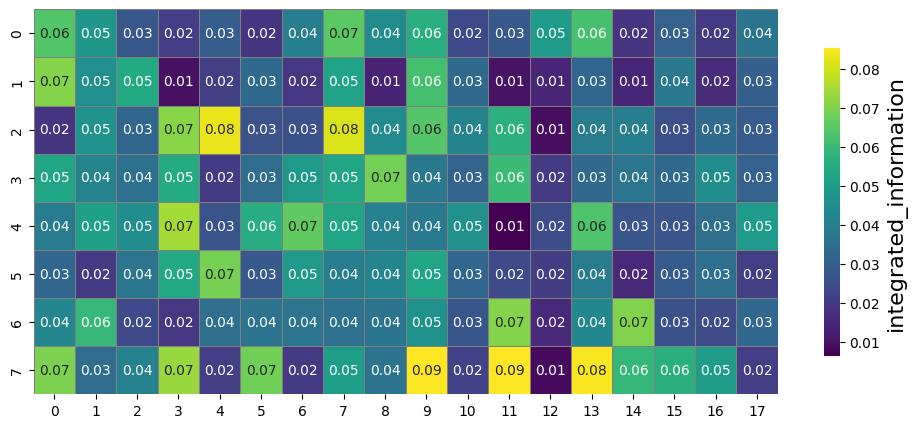 0 0.06 0.05 0.03 0.02 0.03 0.02 0.04 0.07 0.04 0.06 0.02 0.03 0.05 0.06 0.02 0.03 0.02 0.04
1 0.07 0.05 0.05 0.01 0.02 0.03 0.02 0.05 0.01 0.06 0.03 0.01 0.01 0.03 0.01 0.04 0.02 0.03
2 0.02 0.05 0.03 0.07 0.08 0.03 0.03 0.08 0.04 0.06 0.04 0.06 0.01 0.04 0.04 0.03 0.03 0.03
3 0.05 0.04 0.04 0.05 0.02 0.03 0.05 0.05 0.07 0.04 0.03 0.06 0.02 0.03 0.04 0.03 0.05 0.03
4 0.04 0.05 0.05 0.07 0.03 0.06 0.07 0.05 0.04 0.04 0.05 0.01 0.02 0.06 0.03 0.03 0.03 0.05
5 0.03 0.02 0.04 0.05 0.07 0.03 0.05 0.04 0.04 0.05 0.03 0.02 0.02 0.04 0.02 0.03 0.03 0.02
6 0.04 0.06 0.02 0.02 0.04 0.04 0.04 0.04 0.04 0.05 0.03 0.07 0.02 0.04 0.07 0.03 0.02 0.03
7 0.07 0.03 0.04 0.07 0.02 0.07 0.02 0.05 0.04 0.09 0.02 0.09 0.01 0.08 0.06 0.06 0.05 0.02
0 1 2 3 4 5 6 7 8 9 10 11 12 13 14 15 16 17
0.08
0.07
0.06
0.05
0.04
0.03
0.02
0.01
integrated_information